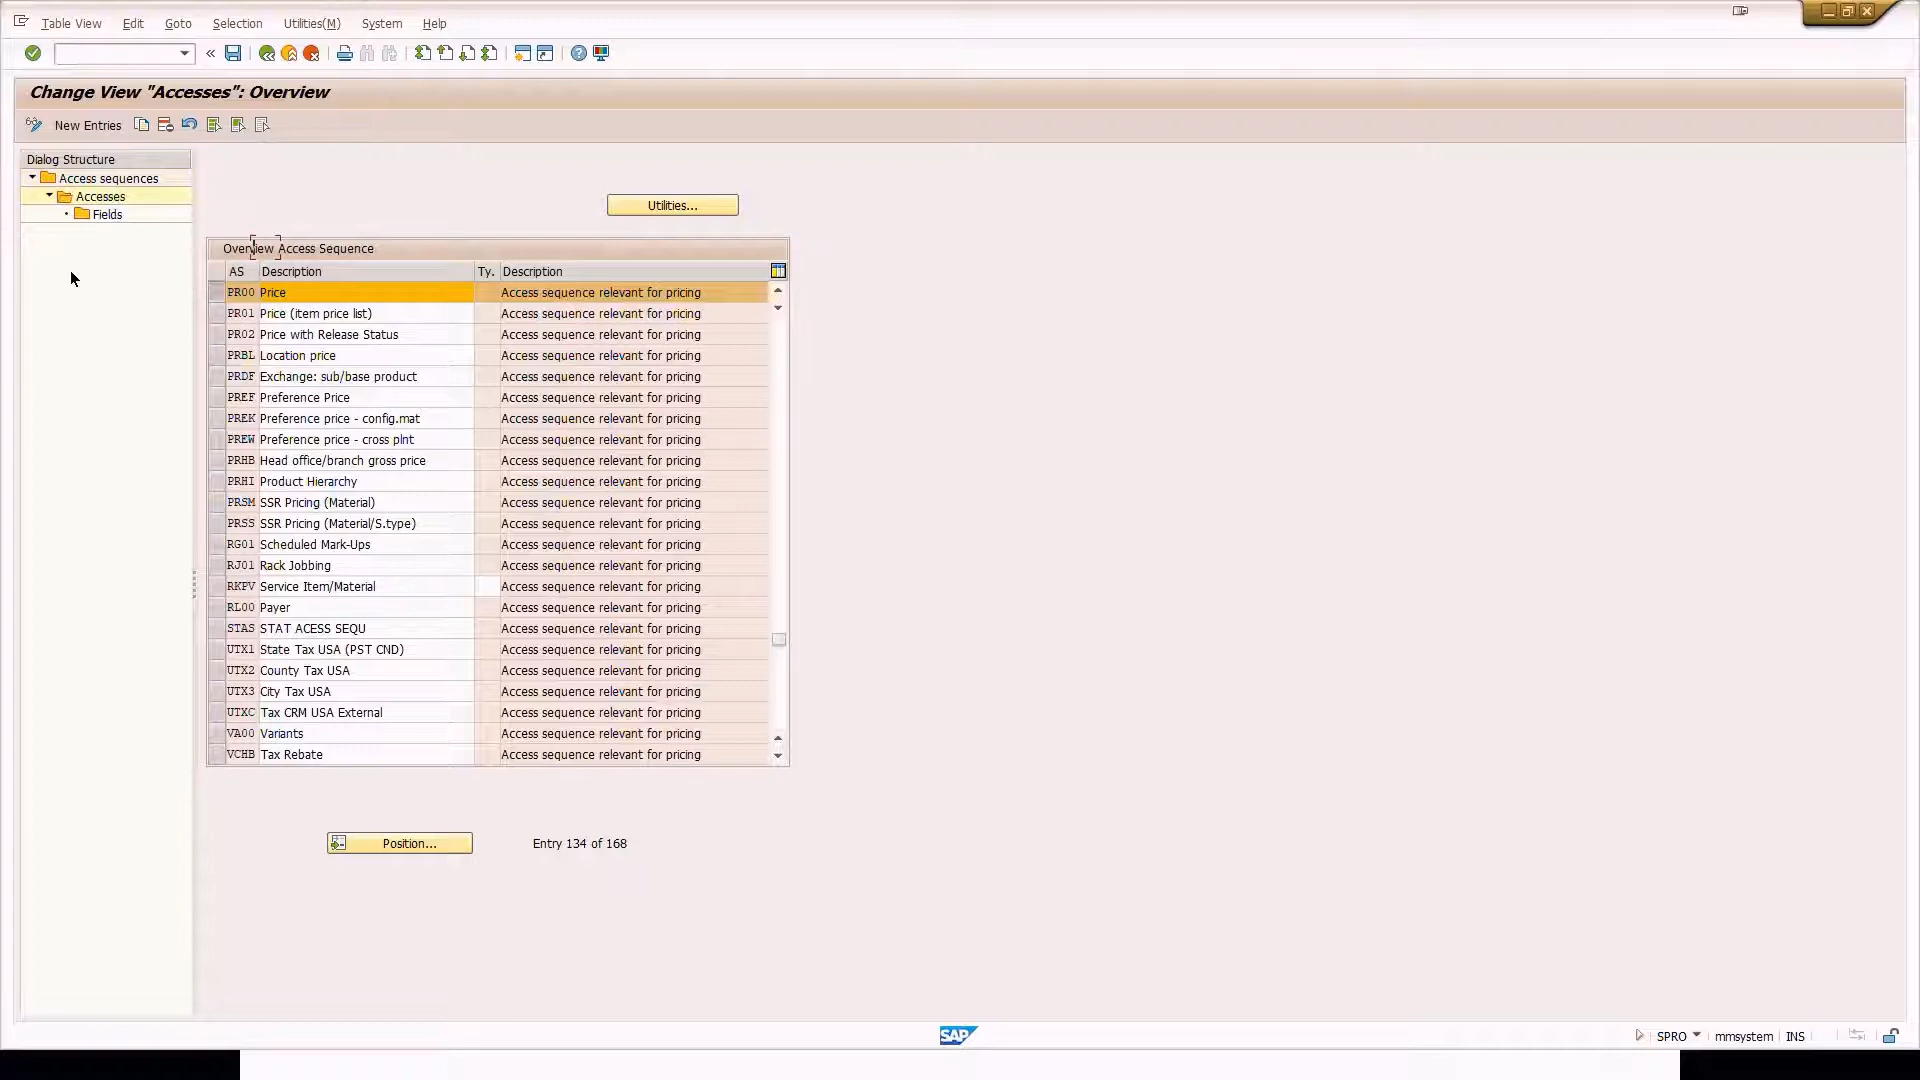 Table View Edit Goto Selection Utilities(M) System Help
Change View "Accesses": Overview
New Entries
Dialog Structure
Access sequences
Accesses
Fields
Utilities...
Overview Access Sequence
AS Description Ty. Description
PR00 Price Access sequence relevant for pricing
PR01 Price (item price list) Access sequence relevant for pricing
PR02 Price with Release Status Access sequence relevant for pricing
PRBL Location price Access sequence relevant for pricing
PRDF Exchange: sub/base product Access sequence relevant for pricing
PREF Preference Price Access sequence relevant for pricing
PREK Preference price - config.mat Access sequence relevant for pricing
PREW Preference price - cross plnt Access sequence relevant for pricing
PRHB Head office/branch gross price Access sequence relevant for pricing
PRHI Product Hierarchy Access sequence relevant for pricing
PRSM SSR Pricing (Material) Access sequence relevant for pricing
PRSS SSR Pricing (Material/S.type) Access sequence relevant for pricing
RG01 Scheduled Mark-Ups Access sequence relevant for pricing
RJ01 Rack Jobbing Access sequence relevant for pricing
RKPV Service Item/Material Access sequence relevant for pricing
RL00 Payer Access sequence relevant for pricing
STAS STAT ACESS SEQU Access sequence relevant for pricing
UTX1 State Tax USA (PST CND) Access sequence relevant for pricing
UTX2 County Tax USA Access sequence relevant for pricing
UTX3 City Tax USA Access sequence relevant for pricing
UTXC Tax CRM USA External Access sequence relevant for pricing
VA00 Variants Access sequence relevant for pricing
VCHB Tax Rebate Access sequence relevant for pricing
Position... Entry 134 of 168
SAP SPRO mmsystem INS